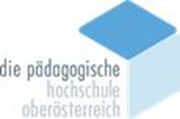 die pädagogische
hochschule
oberösterreich